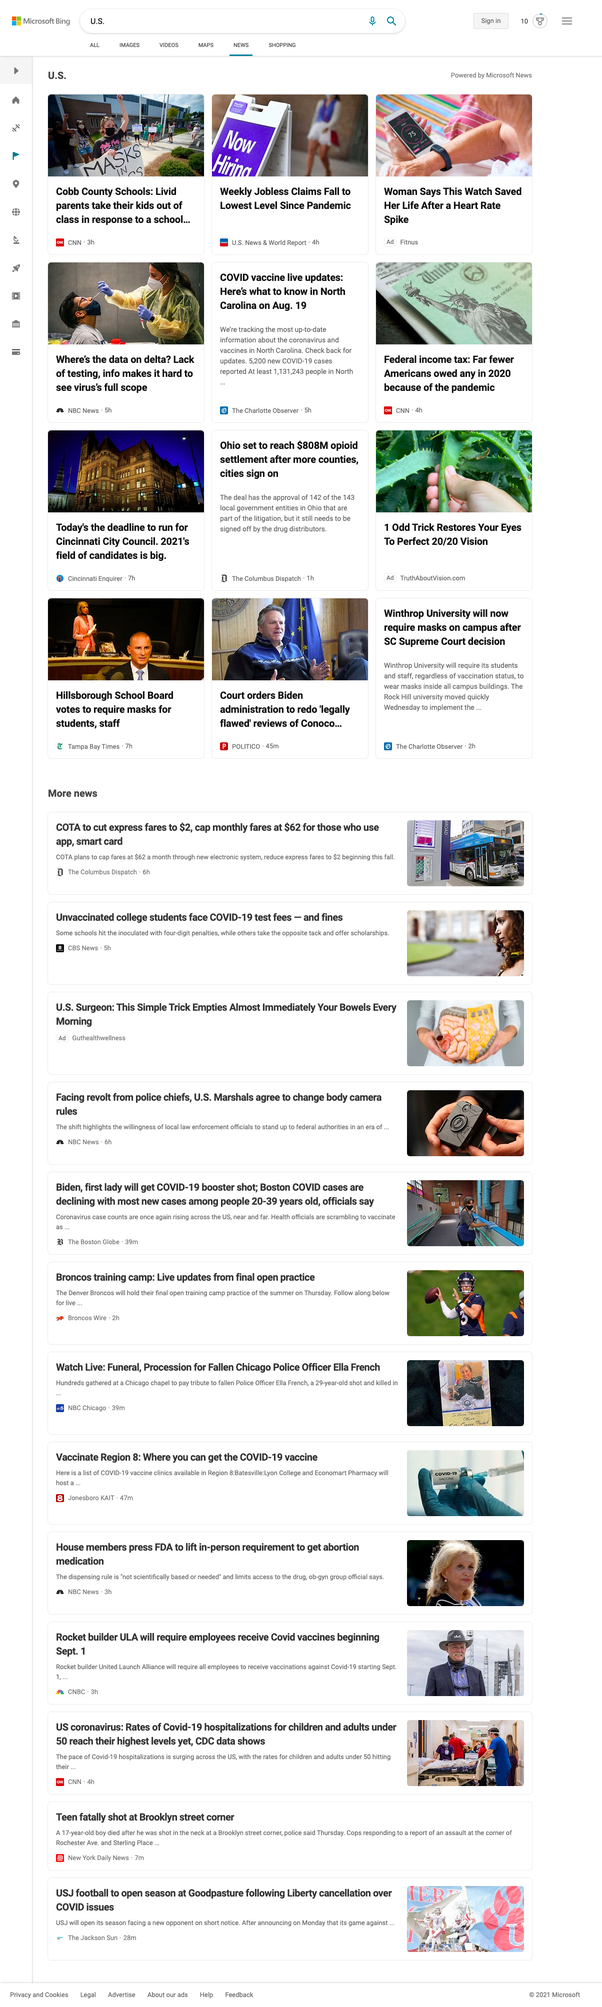 Microsoft Bing
U.S.
Sign in
10
ALL
IMAGES
VIDEOS
MAPS
NEWS
SHOPPING
U.S.
Powered by Microsoft News
MASKS
Cobb County Schools: Livid
parents take their kids out of
class in response to a school...
CNN · 3h
Now
Hiring
Weekly Jobless Claims Fall to
Lowest Level Since Pandemic
U.S. News & World Report · 4h
75
Woman Says This Watch Saved
Her Life After a Heart Rate
Spike
Ad Fitnus
Where's the data on delta? Lack
of testing, info makes it hard to
see virus's full scope
NBC News · 5h
COVID vaccine live updates:
Here's what to know in North
Carolina on Aug. 19
We're tracking the most up-to-date
information about the coronavirus and
vaccines in North Carolina. Check back for
updates. 5,200 new COVID-19 cases
reported At least 1,131,243 people in North
...
The Charlotte Observer · 5h
Federal income tax: Far fewer
Americans owed any in 2020
because of the pandemic
CNN · 4h
Today's the deadline to run for
Cincinnati City Council. 2021's
field of candidates is big.
Cincinnati Enquirer · 7h
Ohio set to reach $808M opioid
settlement after more counties,
cities sign on
The deal has the approval of 142 of the 143
local government entities in Ohio that are
part of the litigation, but it still needs to be
signed off by the drug distributors.
The Columbus Dispatch · 1h
1 Odd Trick Restores Your Eyes
To Perfect 20/20 Vision
Ad TruthAboutVision.com
Hillsborough School Board
votes to require masks for
students, staff
Tampa Bay Times · 7h
Court orders Biden
administration to redo 'legally
flawed' reviews of Conoco...
POLITICO · 45m
Winthrop University will now
require masks on campus after
SC Supreme Court decision
Winthrop University will require its students
and staff, regardless of vaccination status, to
wear masks inside all campus buildings. The
Rock Hill university moved quickly
Wednesday to implement the ...
The Charlotte Observer · 2h
More news
COTA to cut express fares to $2, cap monthly fares at $62 for those who use
app, smart card
COTA plans to cap fares at $62 a month through new electronic system, reduce express fares to $2 beginning this fall.
The Columbus Dispatch · 6h
Unvaccinated college students face COVID-19 test fees — and fines
Some schools hit the inoculated with four-digit penalties, while others take the opposite tack and offer scholarships.
CBS News · 5h
U.S. Surgeon: This Simple Trick Empties Almost Immediately Your Bowels Every
Morning
Ad Guthealthwellness
Facing revolt from police chiefs, U.S. Marshals agree to change body camera
rules
The shift highlights the willingness of local law enforcement officials to stand up to federal authorities in an era of ...
NBC News · 6h
Biden, first lady will get COVID-19 booster shot; Boston COVID cases are
declining with most new cases among people 20-39 years old, officials say
Coronavirus case counts are once again rising across the US, near and far. Health officials are scrambling to vaccinate
as ...
The Boston Globe · 39m
Broncos training camp: Live updates from final open practice
The Denver Broncos will hold their final open training camp practice of the summer on Thursday. Follow along below
for live ...
Broncos Wire · 2h
Watch Live: Funeral, Procession for Fallen Chicago Police Officer Ella French
Hundreds gathered at a Chicago chapel to pay tribute to fallen Police Officer Ella French, a 29-year-old shot and killed in
...
NBC Chicago · 39m
Vaccinate Region 8: Where you can get the COVID-19 vaccine
Here is a list of COVID-19 vaccine clinics available in Region 8:Batesville:Lyon College and Economart Pharmacy will
host a ...
Jonesboro KAIT · 47m
COVID-19
VACCINE
House members press FDA to lift in-person requirement to get abortion
medication
The dispensing rule is "not scientifically based or needed" and limits access to the drug, ob-gyn group official says.
NBC News · 3h
Rocket builder ULA will require employees receive Covid vaccines beginning
Sept. 1
Rocket builder United Launch Alliance will require all employees to receive vaccinations against Covid-19 starting Sept.
1, ...
CNBC · 3h
US coronavirus: Rates of Covid-19 hospitalizations for children and adults under
50 reach their highest levels yet, CDC data shows
The pace of Covid-19 hospitalizations is surging across the US, with the rates for children and adults under 50 hitting
their ...
CNN · 4h
Teen fatally shot at Brooklyn street corner
A 17-year-old boy died after he was shot in the neck at a Brooklyn street corner, police said Thursday. Cops responding to a report of an assault at the corner of
Rochester Ave. and Sterling Place ...
New York Daily News · 7m
USJ football to open season at Goodpasture following Liberty cancellation over
COVID issues
USJ will open its season facing a new opponent on short notice. After announcing on Monday that its game against ...
The Jackson Sun · 28m
Privacy and Cookies
Legal
Advertise
About our ads
Help
Feedback
© 2021 Microsoft